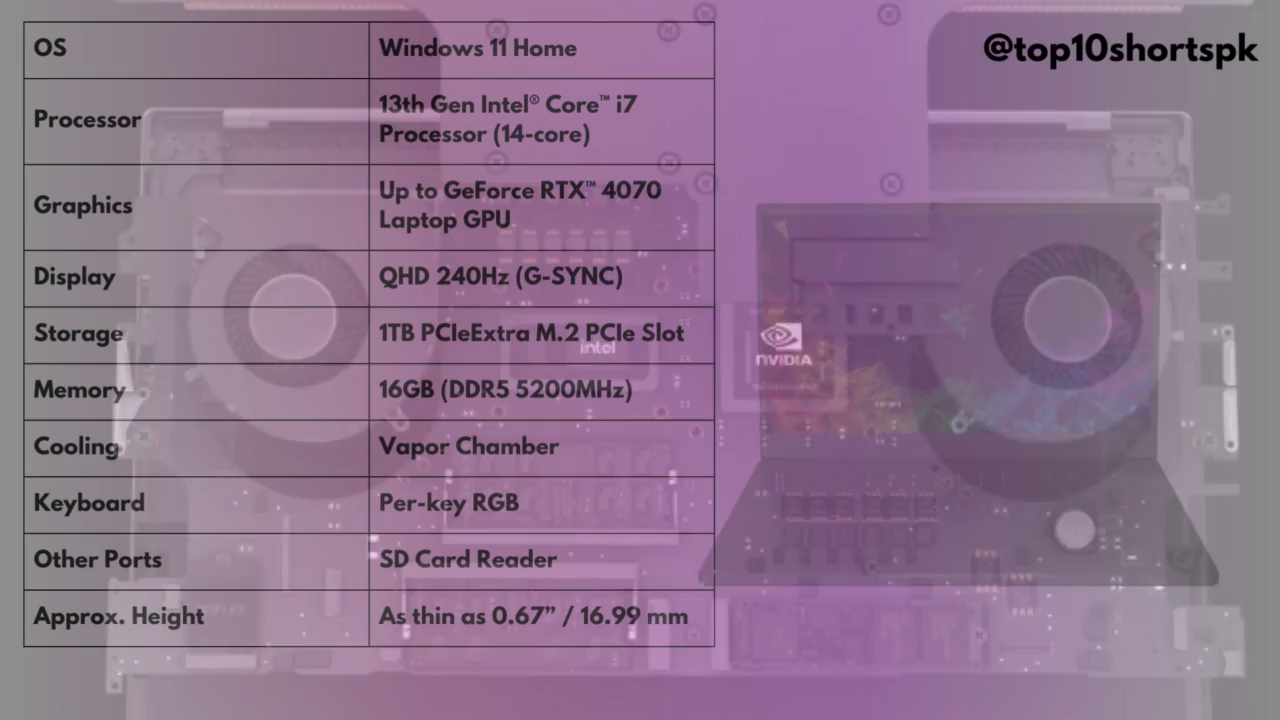 @top10shortspk
OS
Windows 11 Home
Processor
13th Gen Intel® Core™ i7
Processor (14-core)
Graphics
Up to GeForce RTX™ 4070
Laptop GPU
Display
QHD 240Hz (G-SYNC)
Storage
1TB PCIeExtra M.2 PCIe Slot
intel
NVIDIA
Memory
16GB (DDR5 5200MHz)
Cooling
Vapor Chamber
Keyboard
Per-key RGB
Other Ports
SD Card Reader
Approx. Height
As thin as 0.67” / 16.99 mm